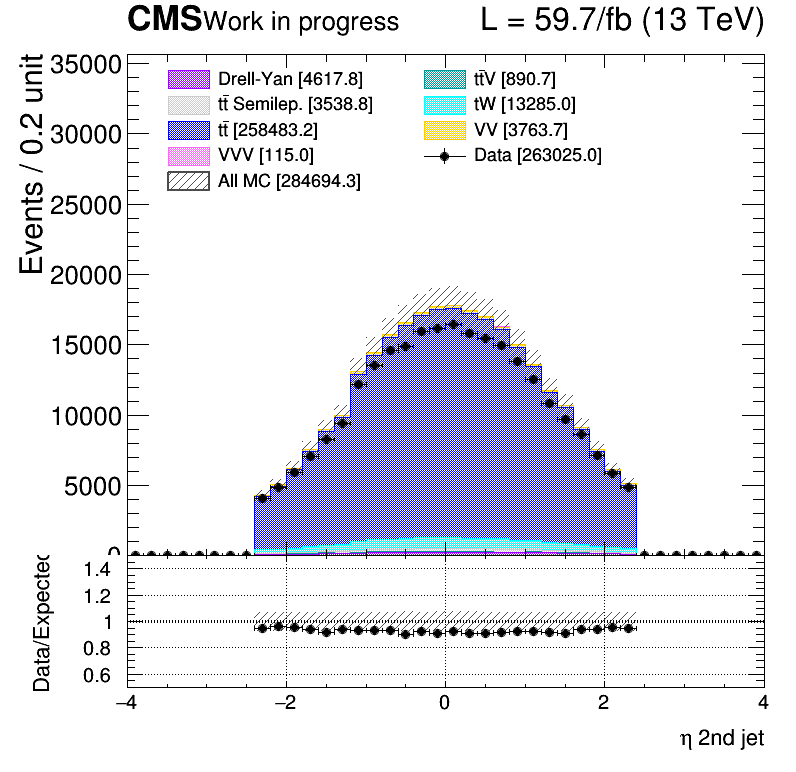 CMS Work in progress L = 59.7/fb (13 TeV)
Events / 0.2 unit
35000
30000
25000
20000
15000
10000
5000
0
Drell-Yan [4617.8]
tt̄ Semilep. [3538.8]
tt̄ [258483.2]
VVV [115.0]
All MC [284694.3]
tt̄V [890.7]
tW [13285.0]
VV [3763.7]
Data [263025.0]
Data/Expected
1.4
1.2
1
0.8
0.6
−4 −2 0 2 4
η 2nd jet